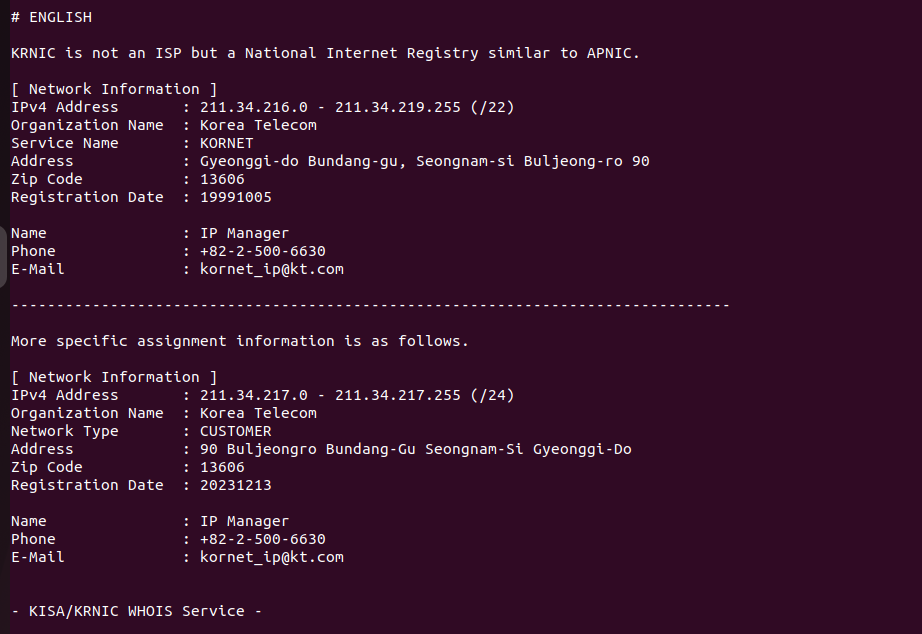 # ENGLISH
KRNIC is not an ISP but a National Internet Registry similar to APNIC.
[ Network Information ]
IPv4 Address       : 211.34.216.0 - 211.34.219.255 (/22)
Organization Name  : Korea Telecom
Service Name       : KORNET
Address            : Gyeonggi-do Bundang-gu, Seongnam-si Buljeong-ro 90
Zip Code           : 13606
Registration Date  : 19991005
Name               : IP Manager
Phone              : +82-2-500-6630
E-Mail             : kornet_ip@kt.com
--------------------------------------------------------------------------------
More specific assignment information is as follows.
[ Network Information ]
IPv4 Address       : 211.34.217.0 - 211.34.217.255 (/24)
Organization Name  : Korea Telecom
Network Type       : CUSTOMER
Address            : 90 Buljeongro Bundang-Gu Seongnam-Si Gyeonggi-Do
Zip Code           : 13606
Registration Date  : 20231213
Name               : IP Manager
Phone              : +82-2-500-6630
E-Mail             : kornet_ip@kt.com
- KISA/KRNIC WHOIS Service -